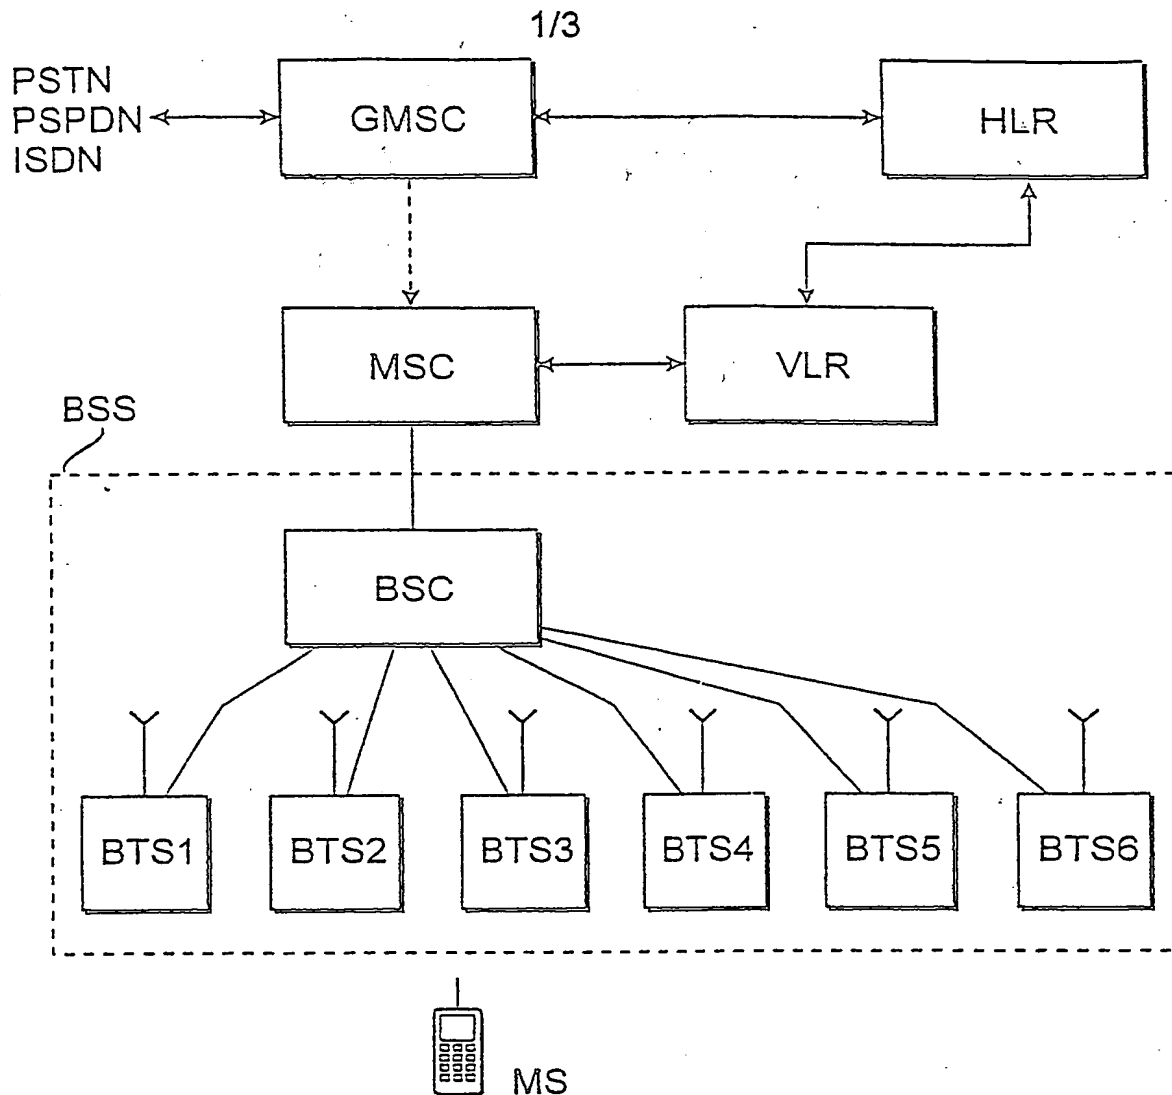 1/3
PSTN
PSPDN
ISDN
GMSC
HLR
MSC
VLR
BSS
BSC
BTS1
BTS2
BTS3
BTS4
BTS5
BTS6
MS